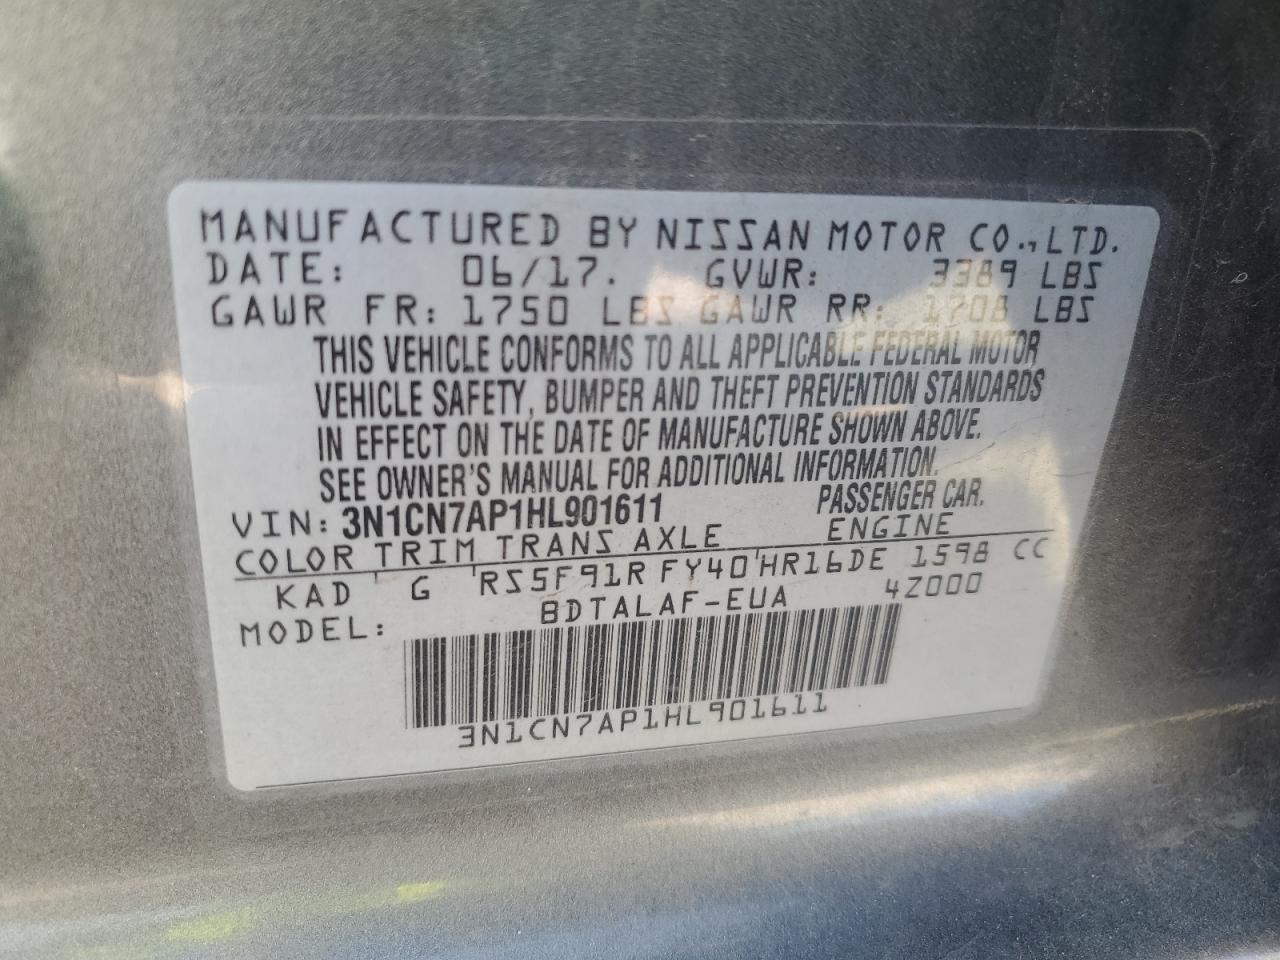 MANUFACTURED BY NISSAN MOTOR CO., LTD.
DATE: 06/17. GVWR: 3389 LBS
GAWR FR: 1750 LBS GAWR RR: 1708 LBS
THIS VEHICLE CONFORMS TO ALL APPLICABLE FEDERAL MOTOR
VEHICLE SAFETY, BUMPER AND THEFT PREVENTION STANDARDS
IN EFFECT ON THE DATE OF MANUFACTURE SHOWN ABOVE.
SEE OWNER'S MANUAL FOR ADDITIONAL INFORMATION.
VIN: 3N1CN7AP1HL901611 PASSENGER CAR.
COLOR TRIM TRANS AXLE ENGINE
KAD G RS5F91R FY40 HR16DE 1598 CC
MODEL: BDTALAF-EUA 4Z000
3N1CN7AP1HL901611